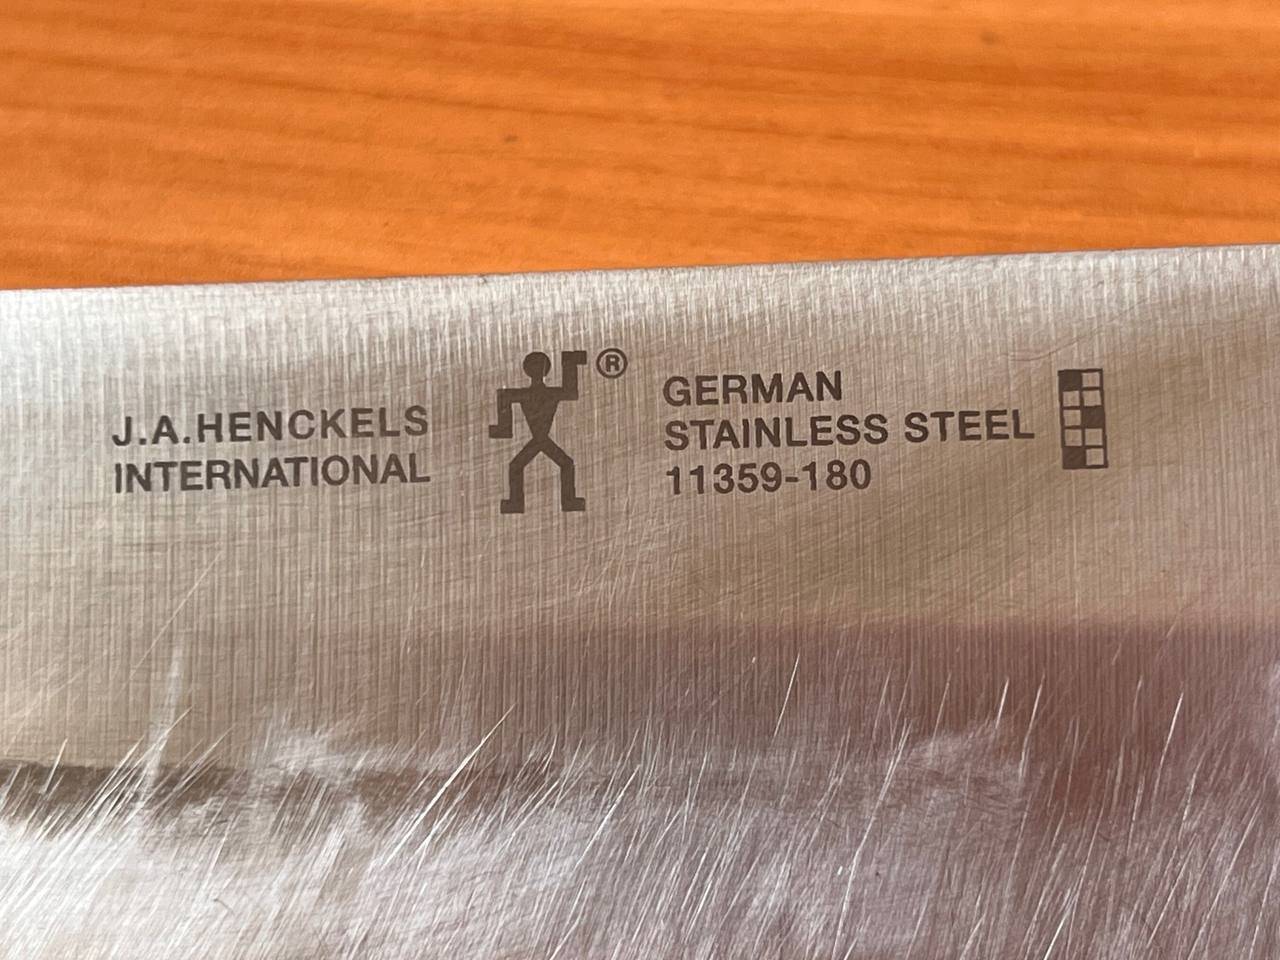 J.A.HENCKELS
INTERNATIONAL
®
GERMAN
STAINLESS STEEL
11359-180